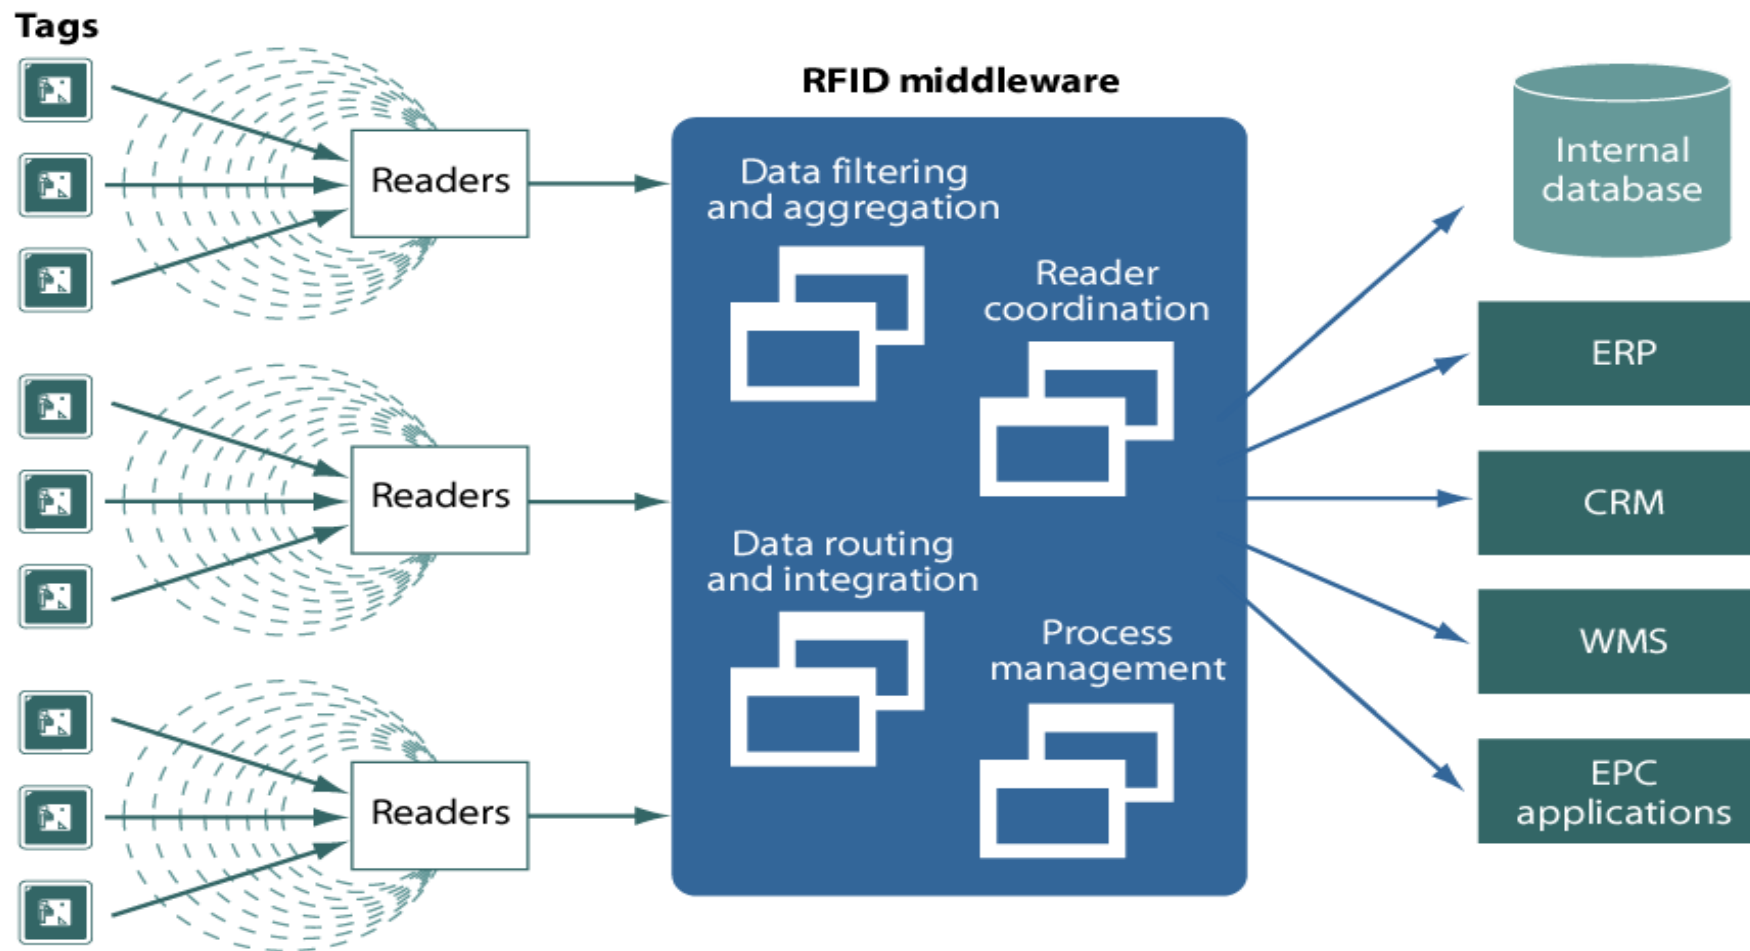 Tags
RFID middleware
Readers
Readers
Readers
Data filtering
and aggregation
Reader
coordination
Data routing
and integration
Process
management
Internal
database
ERP
CRM
WMS
EPC
applications